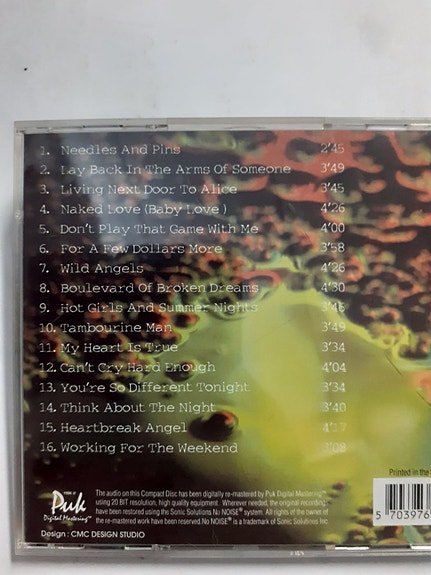 1. Needles And Pins 2'45
2. Lay Back In The Arms Of Someone 3'49
3. Living Next Door To Alice 3'45
4. Naked Love (Baby Love ) 4'26
5. Don't Play That Game With Me 4'00
6. For A Few Dollars More 3'58
7. Wild Angels 4'26
8. Boulevard Of Broken Dreams 4'30
9. Hot Girls And Summer Nights 3'46
10. Tambourine Man 3'49
11. My Heart Is True 3'34
12. Can't Cry Hard Enough 4'04
13. You're So Different Tonight 3'34
14. Think About The Night 3'40
15. Heartbreak Angel 4'17
16. Working For The Weekend 3'08
Printed in the
Puk
Digital Mastering™
The audio on this Compact Disc has been digitally re-mastered by Puk Digital Mastering™
using 20 BIT resolution, high quality equipment. Wherever needed, the original recording
have been restored using the Sonic Solutions No NOISE® system. All rights of the owner of
the re-mastered work have been reserved.No NOISE® is a trademark of Sonic Solutions Inc.
5 703976
Design : CMC DESIGN STUDIO